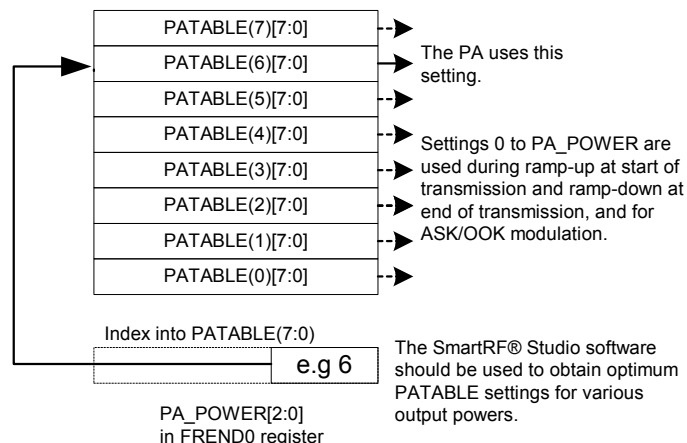 PATABLE(7)[7:0]
PATABLE(6)[7:0]
The PA uses this
setting.
PATABLE(5)[7:0]
PATABLE(4)[7:0]
PATABLE(3)[7:0]
PATABLE(2)[7:0]
PATABLE(1)[7:0]
PATABLE(0)[7:0]
Settings 0 to PA_POWER are
used during ramp-up at start of
transmission and ramp-down at
end of transmission, and for
ASK/OOK modulation.
Index into PATABLE(7:0)
e.g 6
PA_POWER[2:0]
in FREND0 register
The SmartRF® Studio software
should be used to obtain optimum
PATABLE settings for various
output powers.